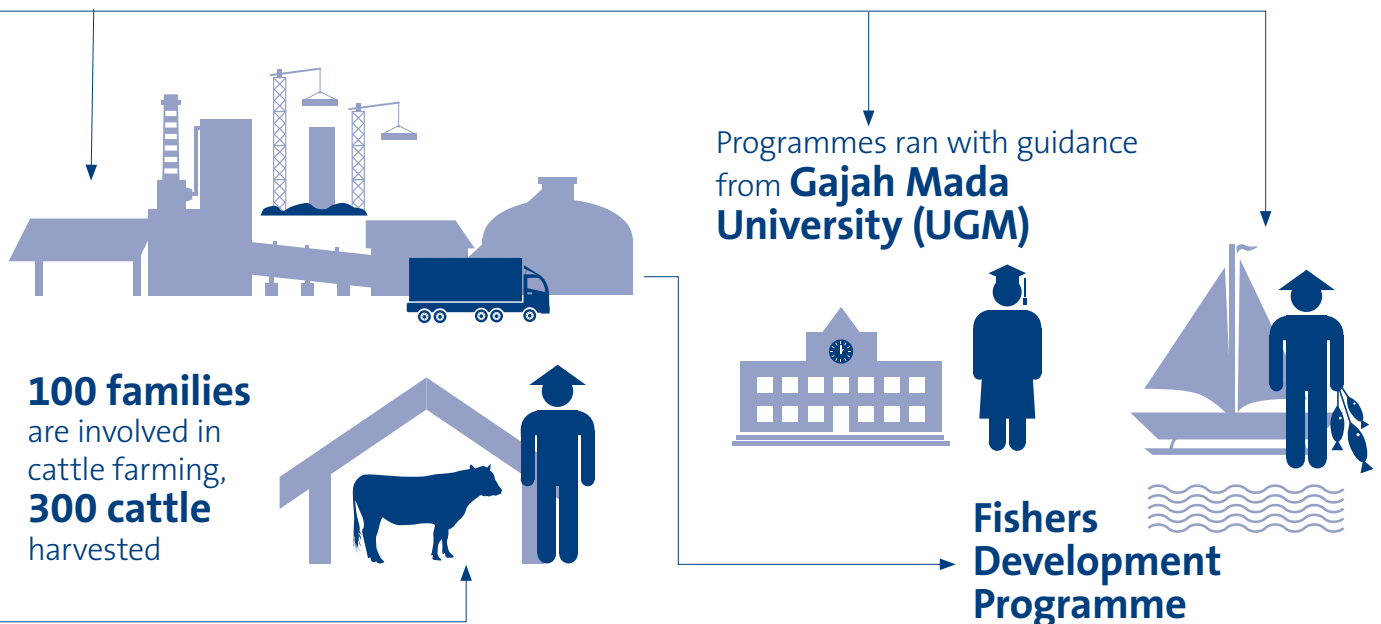 Programmes ran with guidance
from Gajah Mada
University (UGM)
100 families
are involved in
cattle farming,
300 cattle
harvested
Fishers
Development
Programme